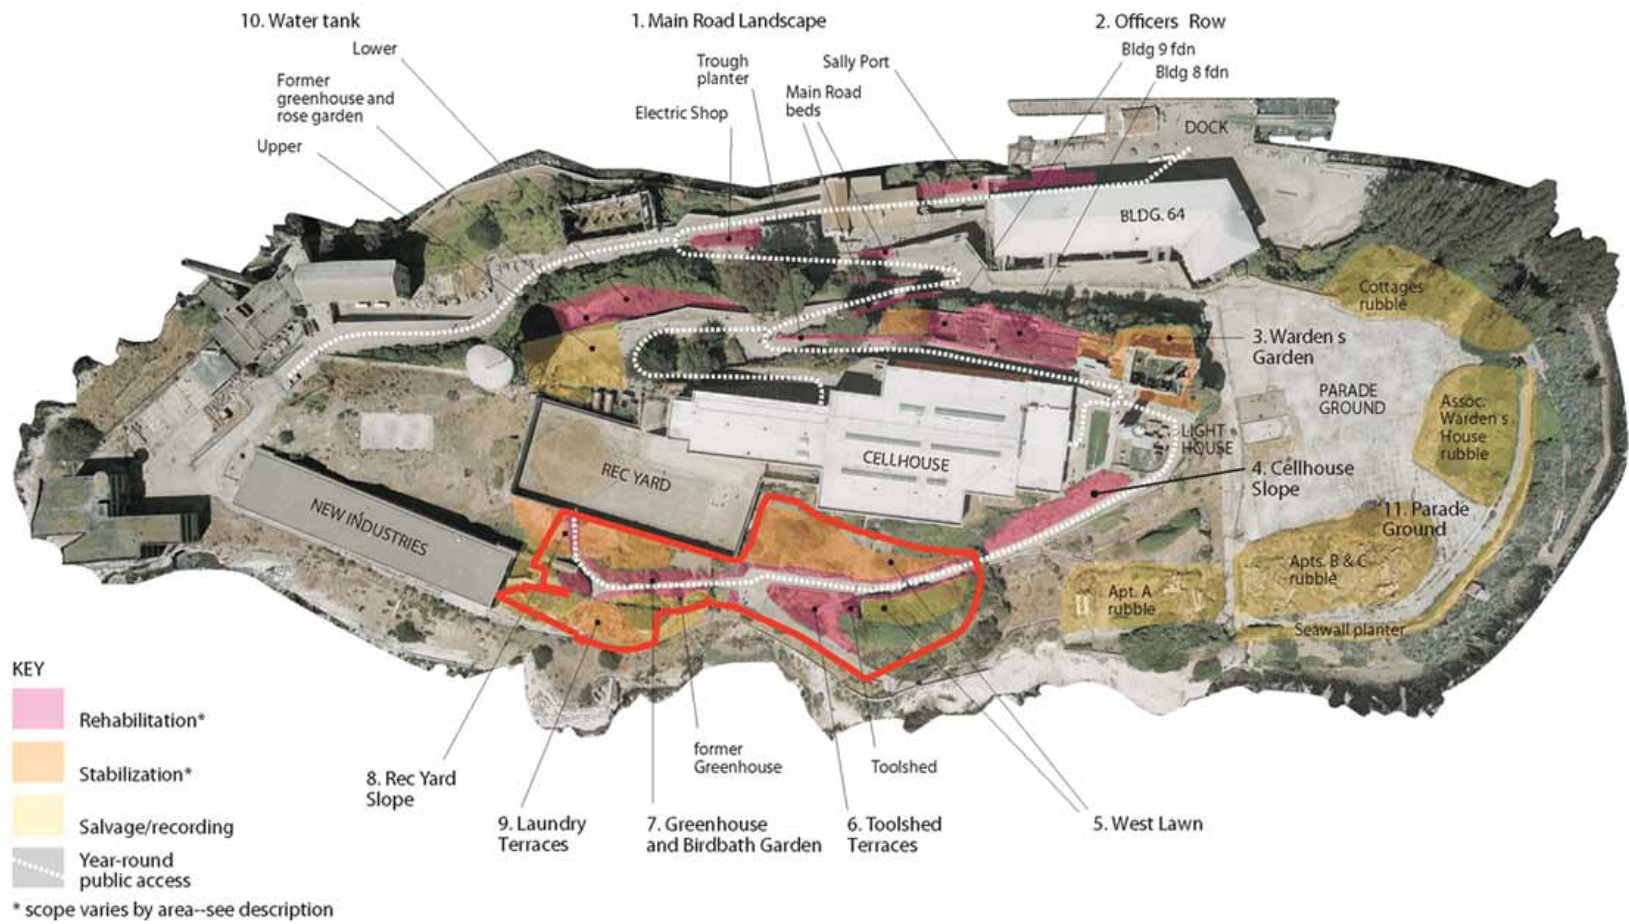 10. Water tank
1. Main Road Landscape
2. Officers Row
Lower
Trough
planter
Sally Port
Bldg 9 fdn
Bldg 8 fdn
Former
greenhouse and
rose garden
Main Road
beds
Electric Shop
Upper
DOCK
BLDG. 64
Cottages
rubble
3. Warden s
Garden
PARADE
GROUND
Assoc.
Warden s
House
rubble
LIGHT
HOUSE
CELLHOUSE
REC YARD
4. Cellhouse
Slope
NEW INDUSTRIES
11. Parade
Ground
Apts. B & C
rubble
Apt. A
rubble
Seawall planter
KEY
Rehabilitation*
Stabilization*
Salvage/recording
Year-round
public access
* scope varies by area--see description
former
Greenhouse
Toolshed
8. Rec Yard
Slope
9. Laundry
Terraces
7. Greenhouse
and Birdbath Garden
6. Toolshed
Terraces
5. West Lawn